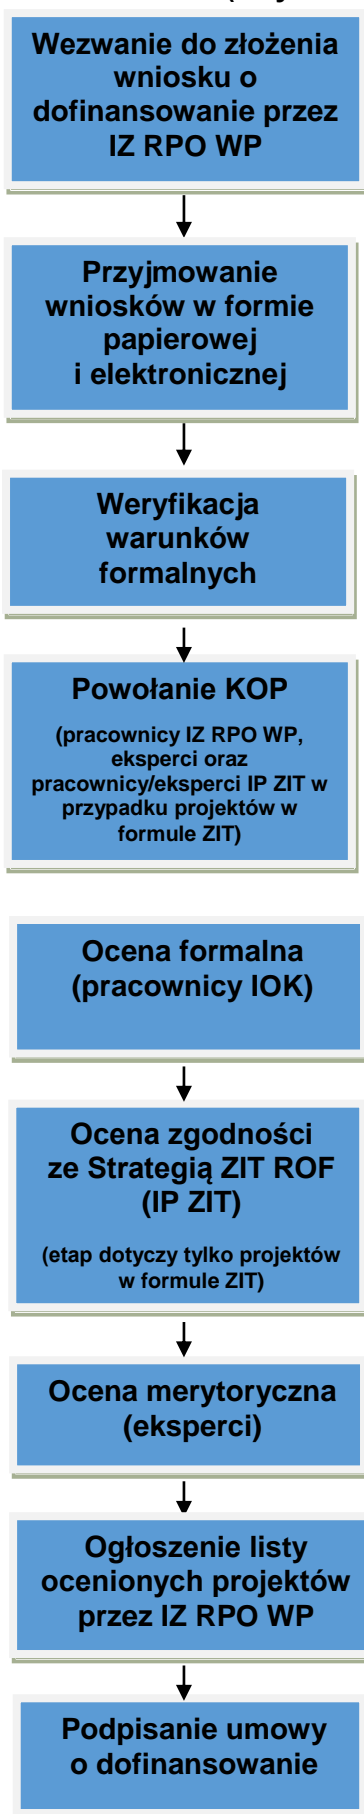 Wezwanie do złożenia
wniosku o
dofinansowanie przez
IZ RPO WP
Przyjmowanie
wniosków w formie
papierowej
i elektronicznej
Weryfikacja
warunków
formalnych
Powołanie KOP
(pracownicy IZ RPO WP,
eksperci oraz
pracownicy/eksperci IP ZIT w
przypadku projektów w
formule ZIT)
Ocena formalna
(pracownicy IOK)
Ocena zgodności
ze Strategią ZIT ROF
(IP ZIT)
(etap dotyczy tylko projektów
w formule ZIT)
Ocena merytoryczna
(eksperci)
Ogłoszenie listy
ocenionych projektów
przez IZ RPO WP
Podpisanie umowy
o dofinansowanie